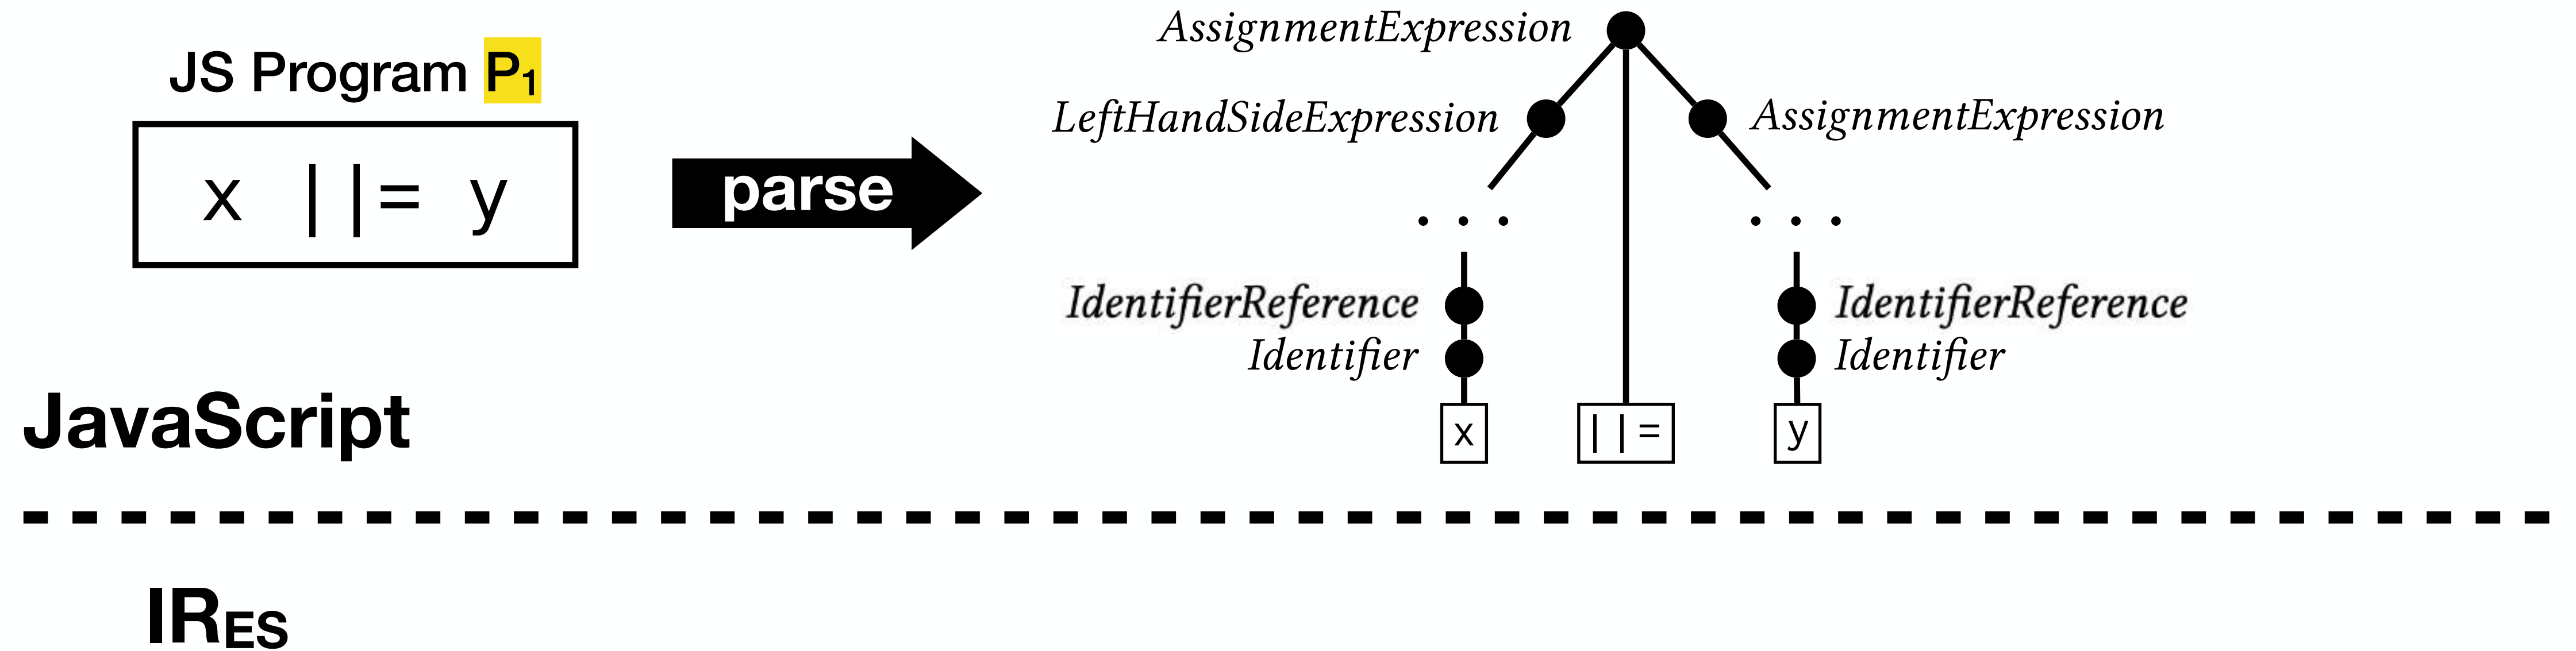 JS Program P1
x ||= y
parse
AssignmentExpression
LeftHandSideExpression
AssignmentExpression
. . .
. . .
IdentifierReference
IdentifierReference
Identifier
Identifier
x
||=
y
JavaScript
IRES